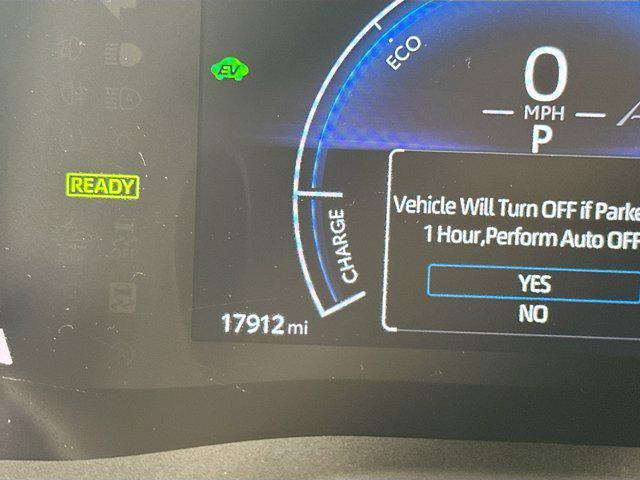 EV
ECO
0
MPH
P
READY
Vehicle Will Turn OFF if Parke
1 Hour,Perform Auto OFF
CHARGE
YES
NO
17912 mi